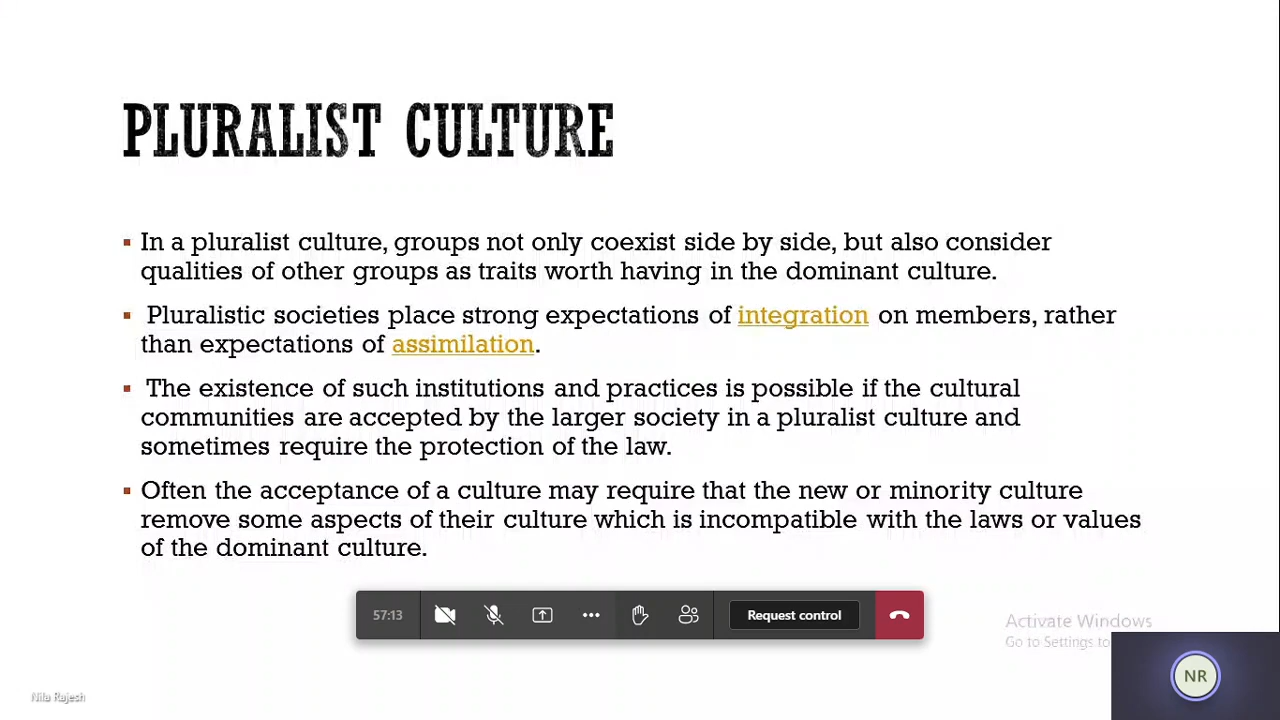 PLURALIST CULTURE
▪ In a pluralist culture, groups not only coexist side by side, but also consider
qualities of other groups as traits worth having in the dominant culture.
▪ Pluralistic societies place strong expectations of integration on members, rather
than expectations of assimilation.
▪ The existence of such institutions and practices is possible if the cultural
communities are accepted by the larger society in a pluralist culture and
sometimes require the protection of the law.
▪ Often the acceptance of a culture may require that the new or minority culture
remove some aspects of their culture which is incompatible with the laws or values
of the dominant culture.
57:13
Request control
Activate Windows
Go to Settings to
NR
Nila Rajesh